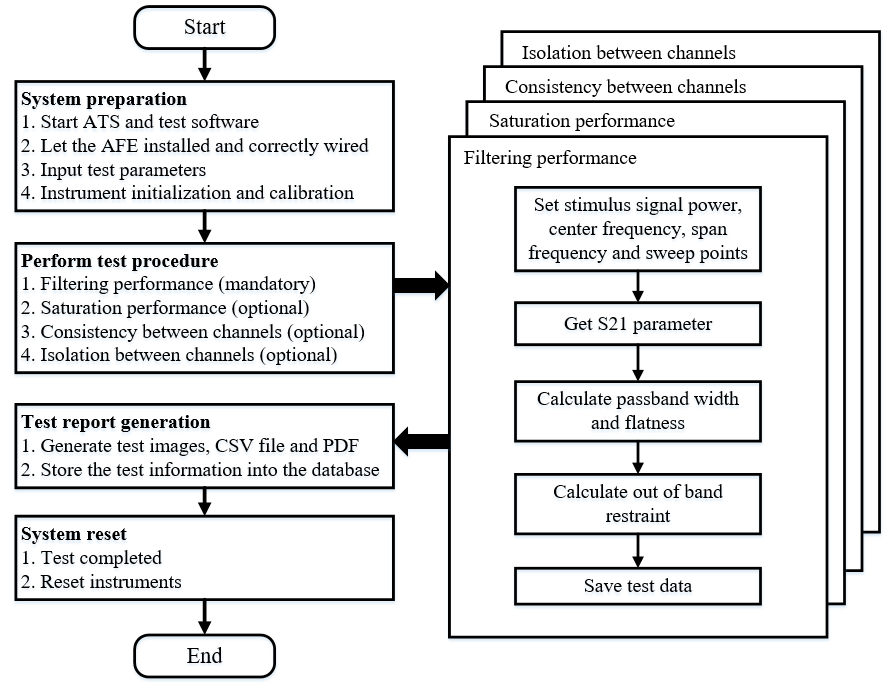 Start
System preparation
1. Start ATS and test software
2. Let the AFE installed and correctly wired
3. Input test parameters
4. Instrument initialization and calibration
Perform test procedure
1. Filtering performance (mandatory)
2. Saturation performance (optional)
3. Consistency between channels (optional)
4. Isolation between channels (optional)
Test report generation
1. Generate test images, CSV file and PDF
2. Store the test information into the database
System reset
1. Test completed
2. Reset instruments
End
Isolation between channels
Consistency between channels
Saturation performance
Filtering performance
Set stimulus signal power,
center frequency, span
frequency and sweep points
Get S21 parameter
Calculate passband width
and flatness
Calculate out of band
restraint
Save test data